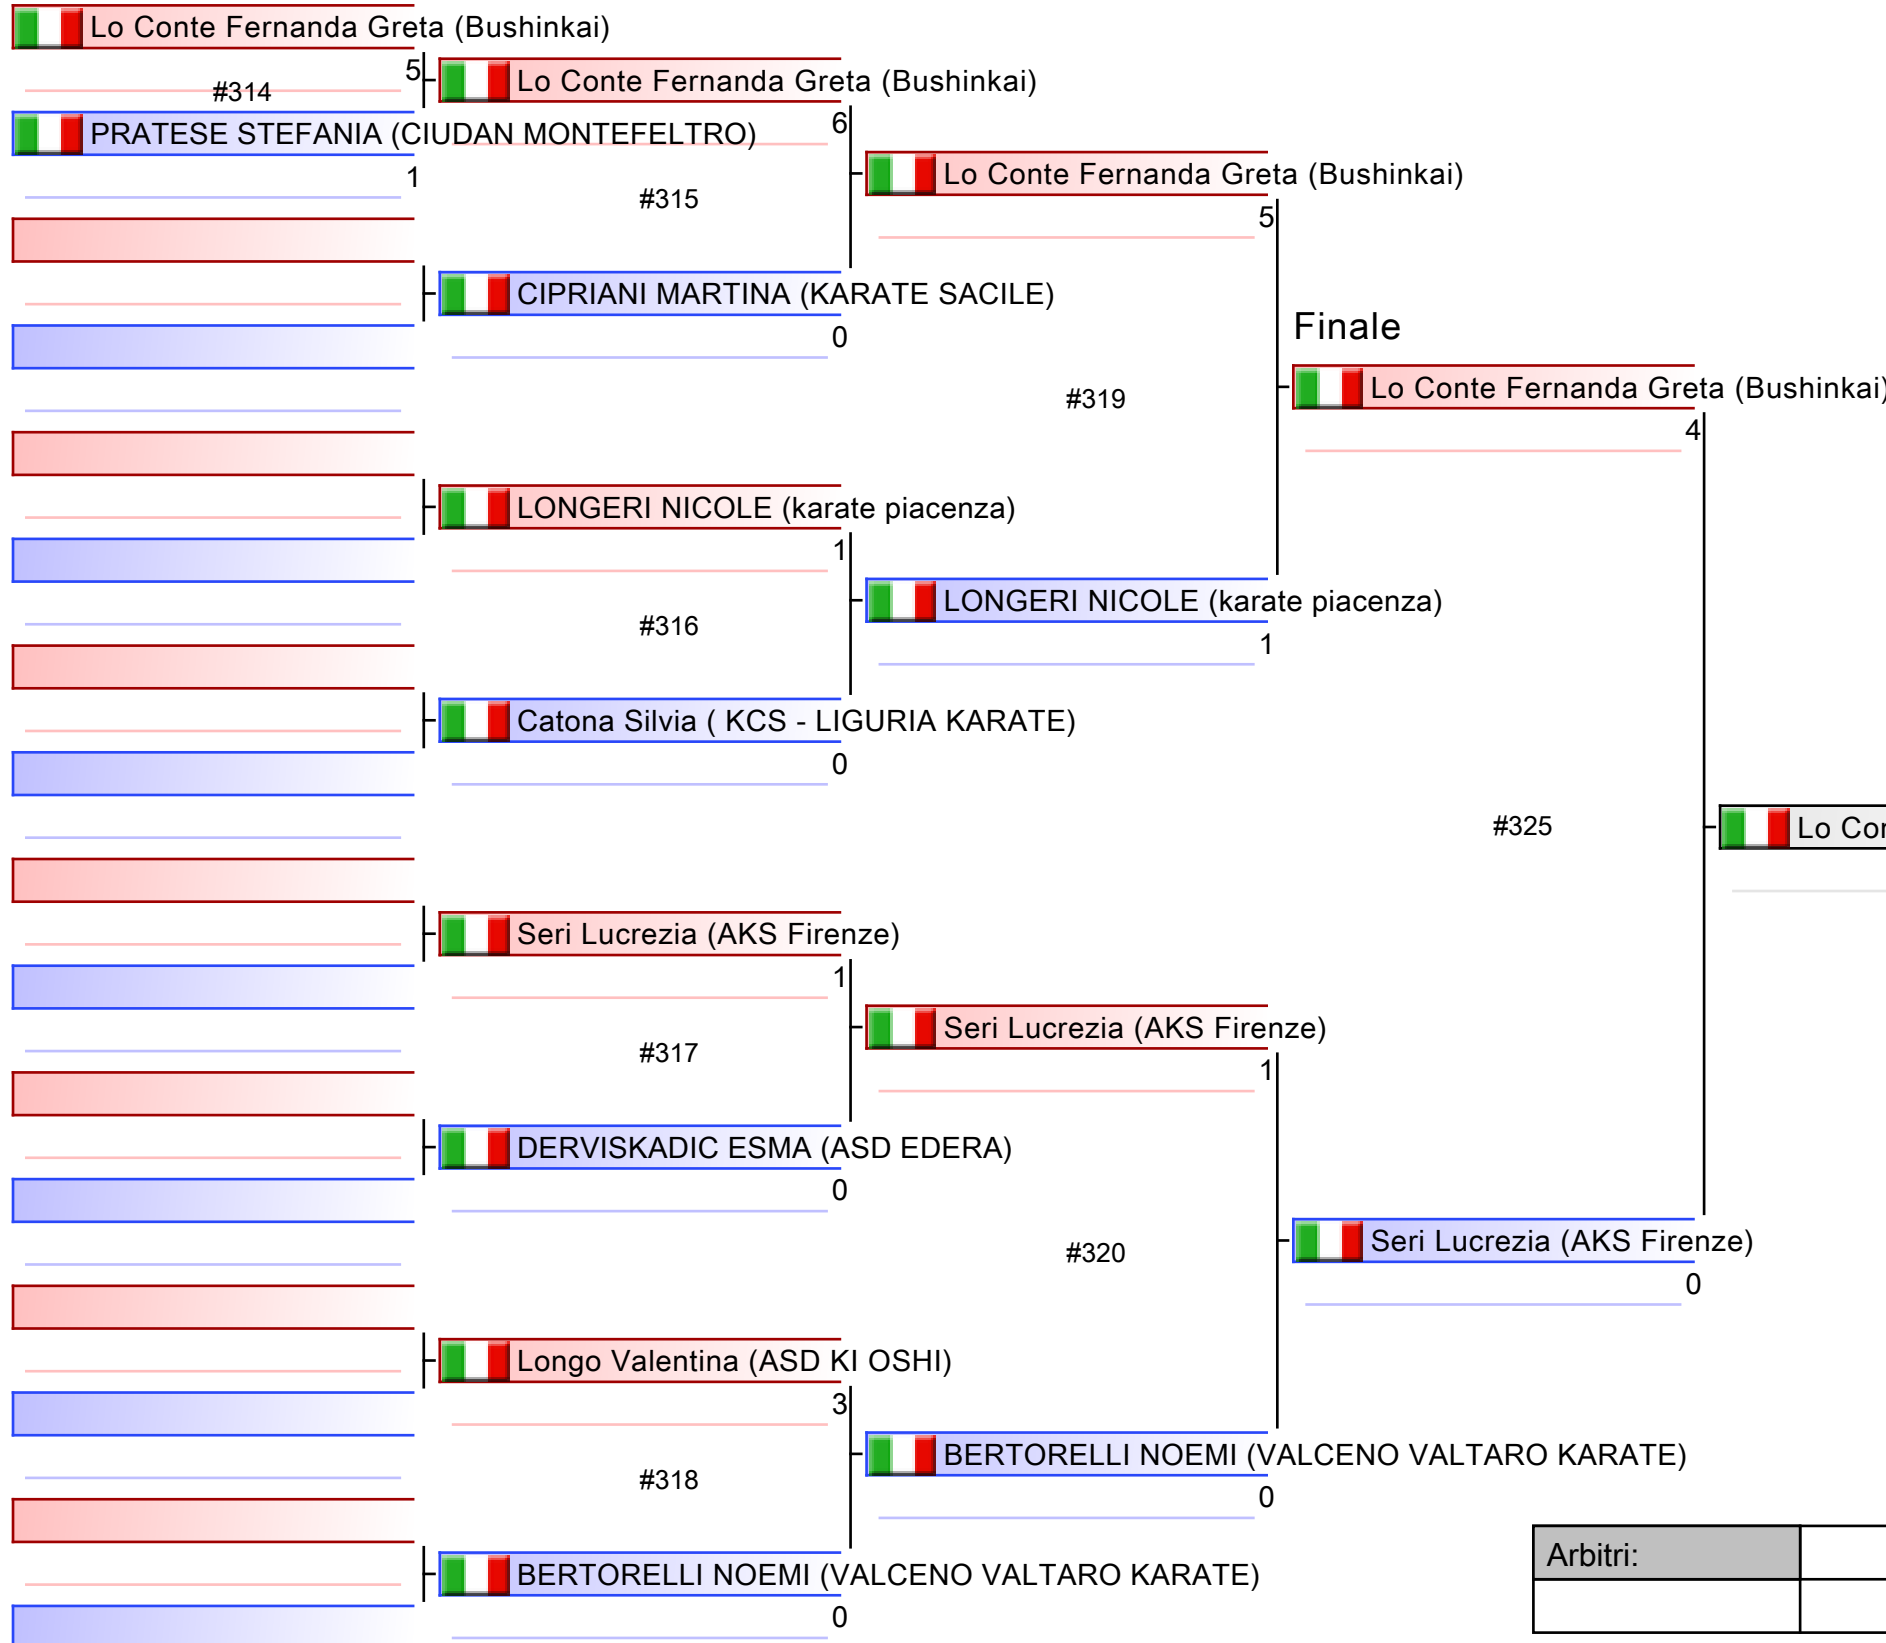 Lo Conte Fernanda Greta (Bushinkai)
5
#314
PRATESE STEFANIA (CIUDAN MONTEFELTRO)
1
Lo Conte Fernanda Greta (Bushinkai)
6
#315
CIPRIANI MARTINA (KARATE SACILE)
0
LONGERI NICOLE (karate piacenza)
1
#316
Catona Silvia ( KCS - LIGURIA KARATE)
0
Seri Lucrezia (AKS Firenze)
1
#317
DERVISKADIC ESMA (ASD EDERA)
0
Longo Valentina (ASD KI OSHI)
3
#318
BERTORELLI NOEMI (VALCENO VALTARO KARATE)
0
Lo Conte Fernanda Greta (Bushinkai)
5
#319
LONGERI NICOLE (karate piacenza)
1
Seri Lucrezia (AKS Firenze)
1
#320
BERTORELLI NOEMI (VALCENO VALTARO KARATE)
0
Finale
Lo Conte Fernanda Greta (Bushinkai)
4
#325
Seri Lucrezia (AKS Firenze)
0
Lo
Arbitri: